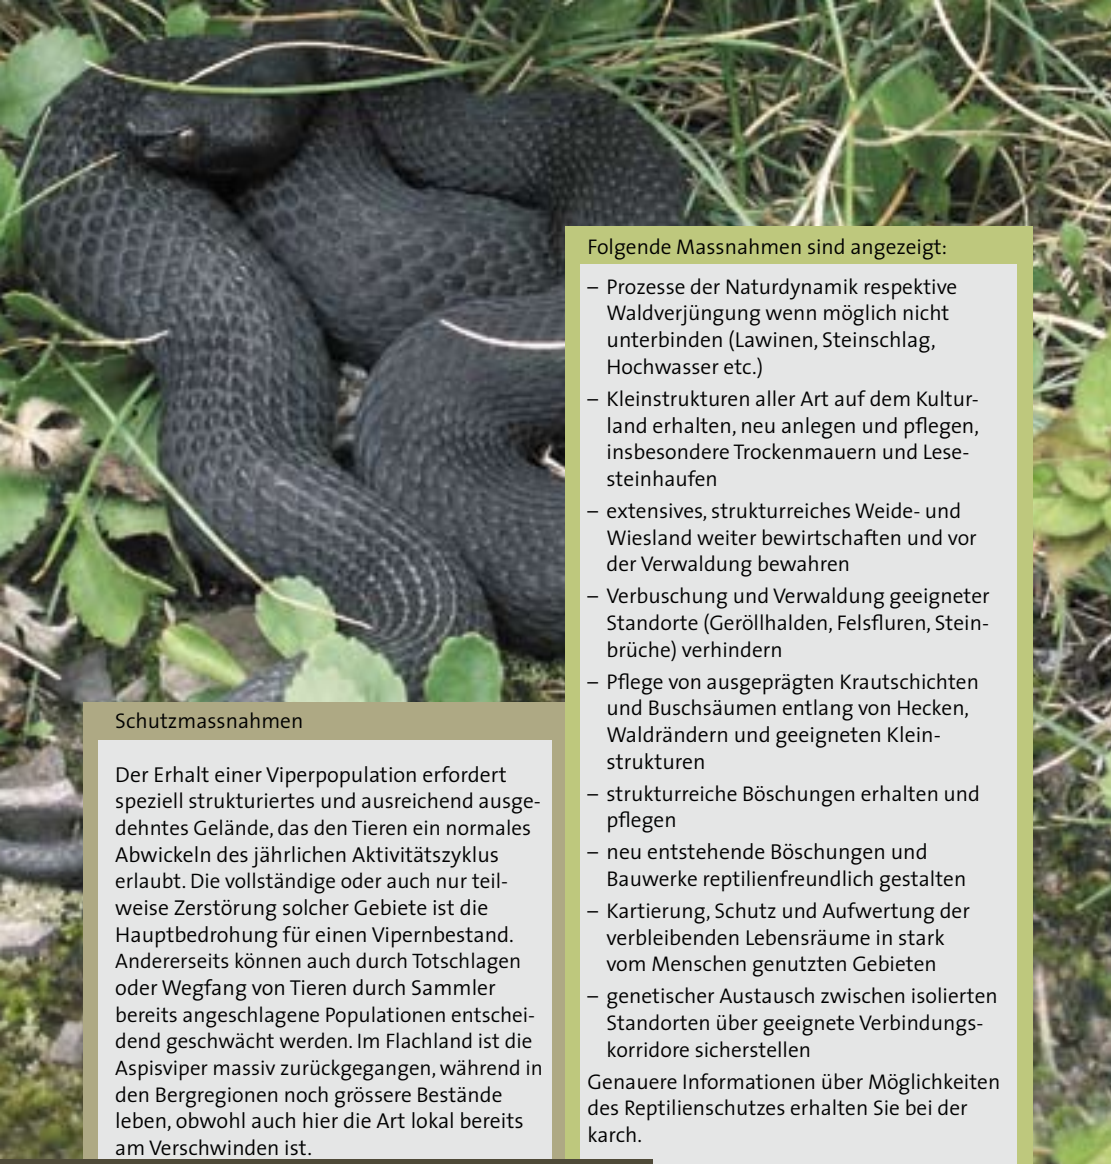 Schutzmassnahmen
Der Erhalt einer Viperpopulation erfordert
speziell strukturiertes und ausreichend ausge-
dehntes Gelände, das den Tieren ein normales
Abwickeln des jährlichen Aktivitätszyklus
erlaubt. Die vollständige oder auch nur teil-
weise Zerstörung solcher Gebiete ist die
Hauptbedrohung für einen Vipernbestand.
Andererseits können auch durch Totschlagen
oder Wegfang von Tieren durch Sammler
bereits angeschlagene Populationen entschei-
dend geschwächt werden. Im Flachland ist die
Aspisviper massiv zurückgegangen, während in
den Bergregionen noch grössere Bestände
leben, obwohl auch hier die Art lokal bereits
am Verschwinden ist.
Folgende Massnahmen sind angezeigt:
– Prozesse der Naturdynamik respektive
Waldverjüngung wenn möglich nicht
unterbinden (Lawinen, Steinschlag,
Hochwasser etc.)
– Kleinstrukturen aller Art auf dem Kultur-
land erhalten, neu anlegen und pflegen,
insbesondere Trockenmauern und Lese-
steinhaufen
– extensives, strukturreiches Weide- und
Wiesland weiter bewirtschaften und vor
der Verwaldung bewahren
– Verbuschung und Verwaldung geeigneter
Standorte (Geröllhalden, Felsfluren, Stein-
brüche) verhindern
– Pflege von ausgeprägten Krautschichten
und Buschsäumen entlang von Hecken,
Waldrändern und geeigneten Klein-
strukturen
– strukturreiche Böschungen erhalten und
pflegen
– neu entstehende Böschungen und
Bauwerke reptilienfreundlich gestalten
– Kartierung, Schutz und Aufwertung der
verbleibenden Lebensräume in stark
vom Menschen genutzten Gebieten
– genetischer Austausch zwischen isolierten
Standorten über geeignete Verbindungs-
korridore sicherstellen
Genauere Informationen über Möglichkeiten
des Reptilienschutzes erhalten Sie bei der
karch.